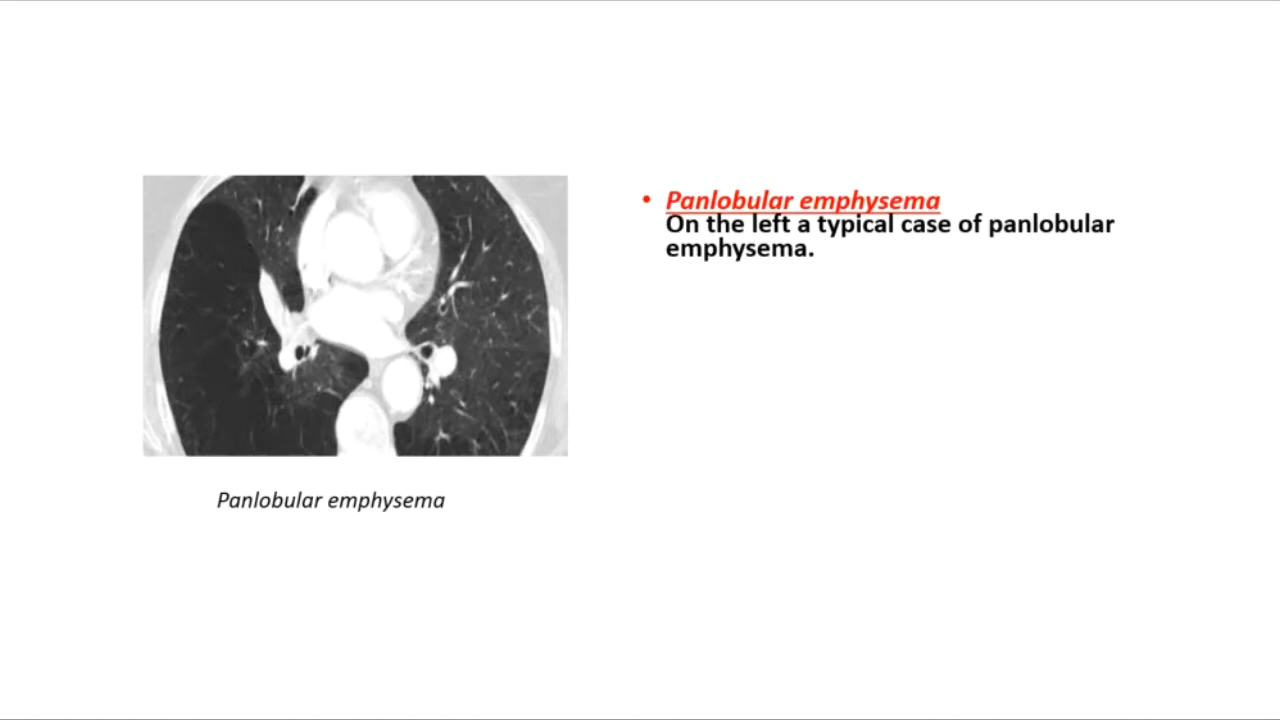 • Panlobular emphysema
On the left a typical case of panlobular
emphysema.
Panlobular emphysema